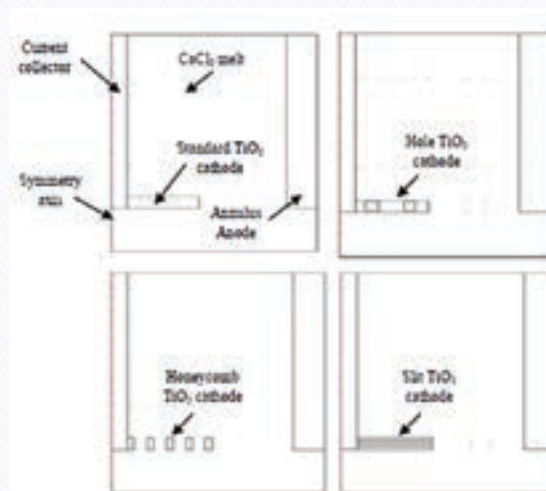 Current
collector
CaCl₂ melt
Standard TiO₂
cathode
Symmetry
axis
Annulus
Anode
Hole TiO₂
cathode
Honeycomb
TiO₂ cathode
Slit TiO₂
cathode